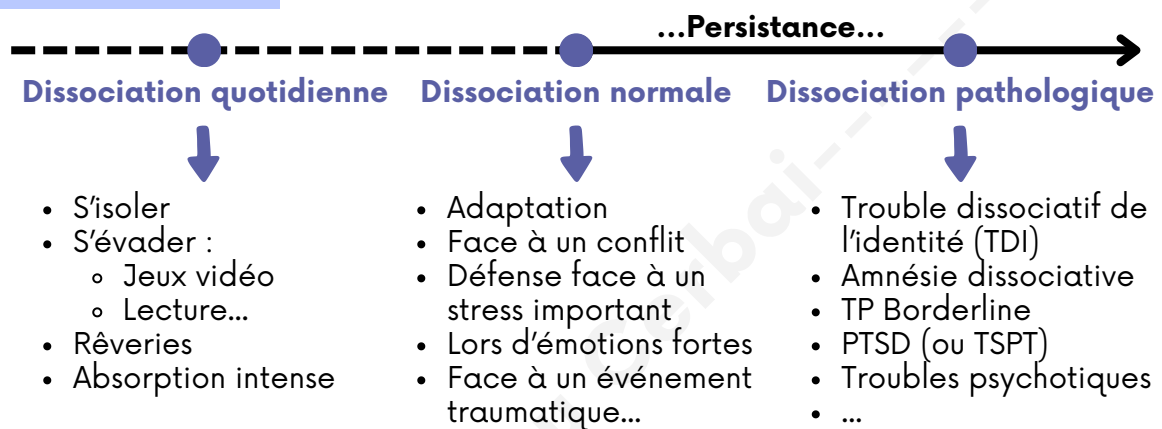 ...Persistance...
Dissociation quotidienne
Dissociation normale
Dissociation pathologique
• S'isoler
• S'évader :
◦ Jeux vidéo
◦ Lecture...
• Rêveries
• Absorption intense
• Adaptation
• Face à un conflit
• Défense face à un
stress important
• Lors d'émotions fortes
• Face à un événement
traumatique...
• Trouble dissociatif de
l'identité (TDI)
• Amnésie dissociative
• TP Borderline
• PTSD (ou TSPT)
• Troubles psychotiques
• ...
Cerbai